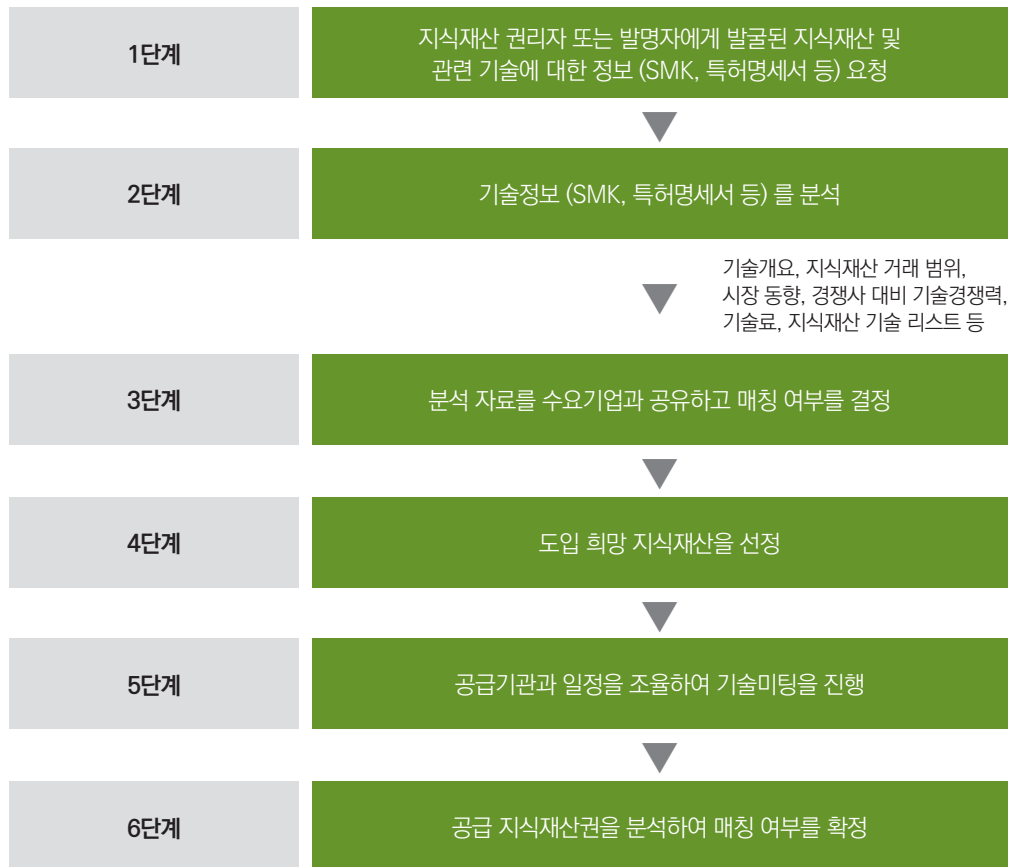 1단계
지식재산 권리자 또는 발명자에게 발굴된 지식재산 및
관련 기술에 대한 정보 (SMK, 특허명세서 등) 요청
2단계
기술정보 (SMK, 특허명세서 등) 를 분석
기술개요, 지식재산 거래 범위,
시장 동향, 경쟁사 대비 기술경쟁력,
기술료, 지식재산 기술 리스트 등
3단계
분석 자료를 수요기업과 공유하고 매칭 여부를 결정
4단계
도입 희망 지식재산을 선정
5단계
공급기관과 일정을 조율하여 기술미팅을 진행
6단계
공급 지식재산권을 분석하여 매칭 여부를 확정